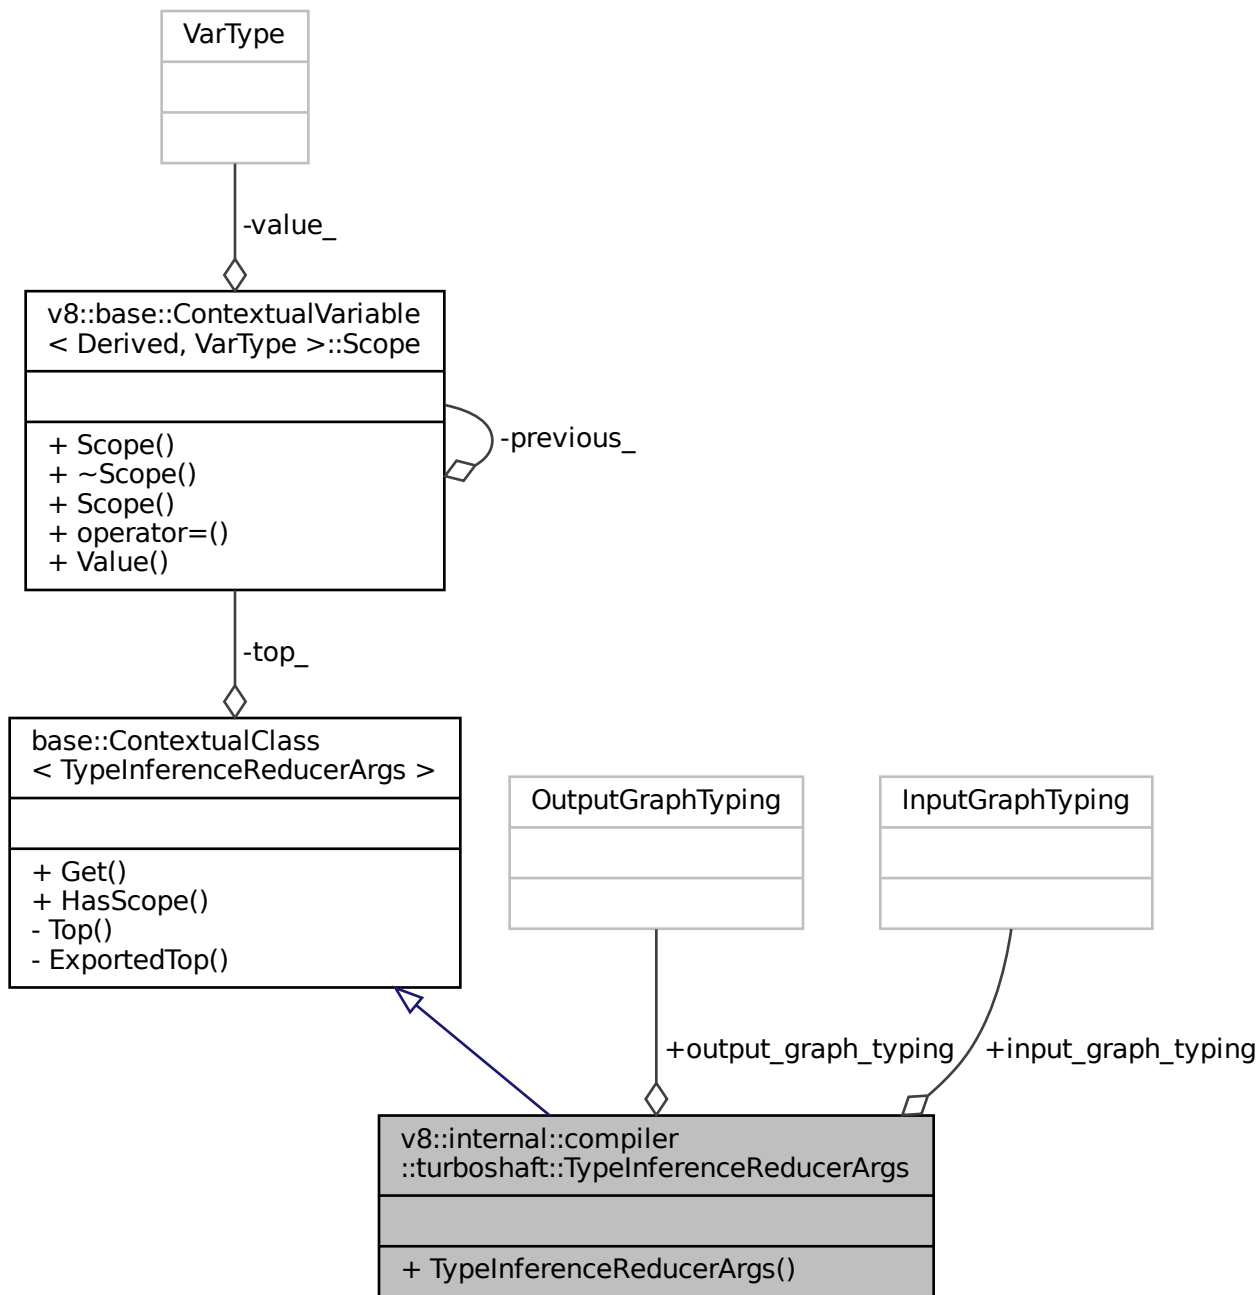 VarType
-value_
v8::base::ContextualVariable
< Derived, VarType >::Scope
+ Scope()
+ ~Scope()
+ Scope()
+ operator=()
+ Value()
-previous_
-top_
base::ContextualClass
< TypeInferenceReducerArgs >
+ Get()
+ HasScope()
- Top()
- ExportedTop()
OutputGraphTyping
InputGraphTyping
+output_graph_typing
+input_graph_typing
v8::internal::compiler
::turboshaft::TypeInferenceReducerArgs
+ TypeInferenceReducerArgs()